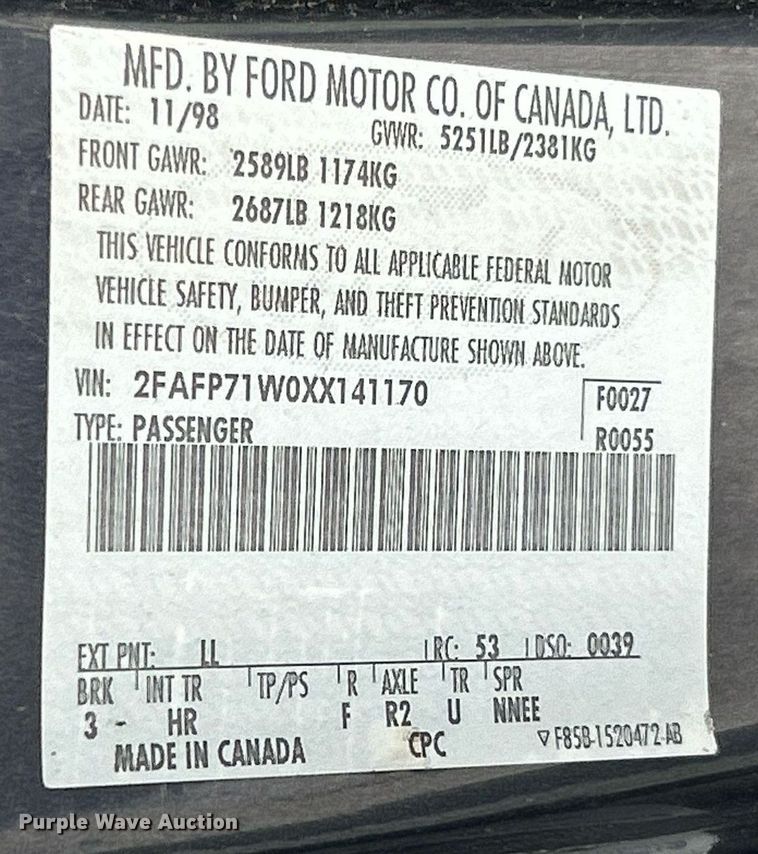 MFD. BY FORD MOTOR CO. OF CANADA, LTD.
DATE: 11/98
GVWR: 5251LB/2381KG
FRONT GAWR: 2589LB 1174KG
REAR GAWR: 2687LB 1218KG
THIS VEHICLE CONFORMS TO ALL APPLICABLE FEDERAL MOTOR
VEHICLE SAFETY, BUMPER, AND THEFT PREVENTION STANDARDS
IN EFFECT ON THE DATE OF MANUFACTURE SHOWN ABOVE.
VIN: 2FAFP71W0XX141170
F0027
TYPE: PASSENGER
R0055
EXT PNT: LL RC: 53 DSO: 0039
BRK INT TR TP/PS R AXLE TR SPR
3 - HR F R2 U NNEE
MADE IN CANADA CPC ▽F85B-1520472-AB
Purple Wave Auction